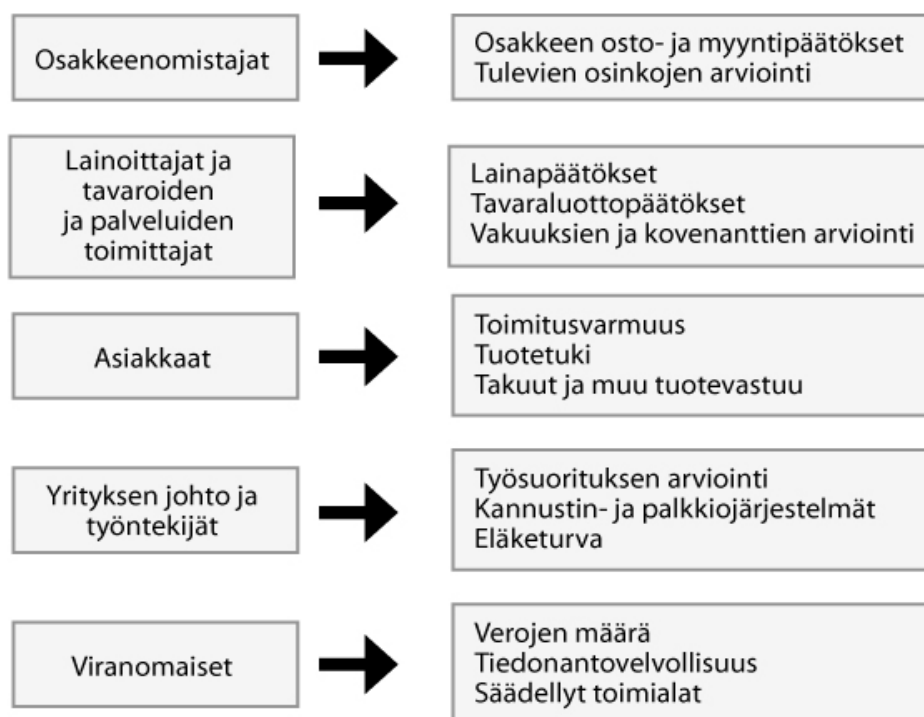 Osakkeenomistajat
Osakkeen osto- ja myyntipäätökset
Tulevien osinkojen arviointi
Lainoittajat ja
tavaroiden
ja palveluiden
toimittajat
Lainapäätökset
Tavaraluottopäätökset
Vakuuksien ja kovenanttien arviointi
Asiakkaat
Toimitusvarmuus
Tuotetuki
Takuut ja muu tuotevastuu
Yrityksen johto ja
työntekijät
Työsuorituksen arviointi
Kannustin- ja palkkiojärjestelmät
Eläketurva
Viranomaiset
Verojen määrä
Tiedonantovelvollisuus
Säädellyt toimialat